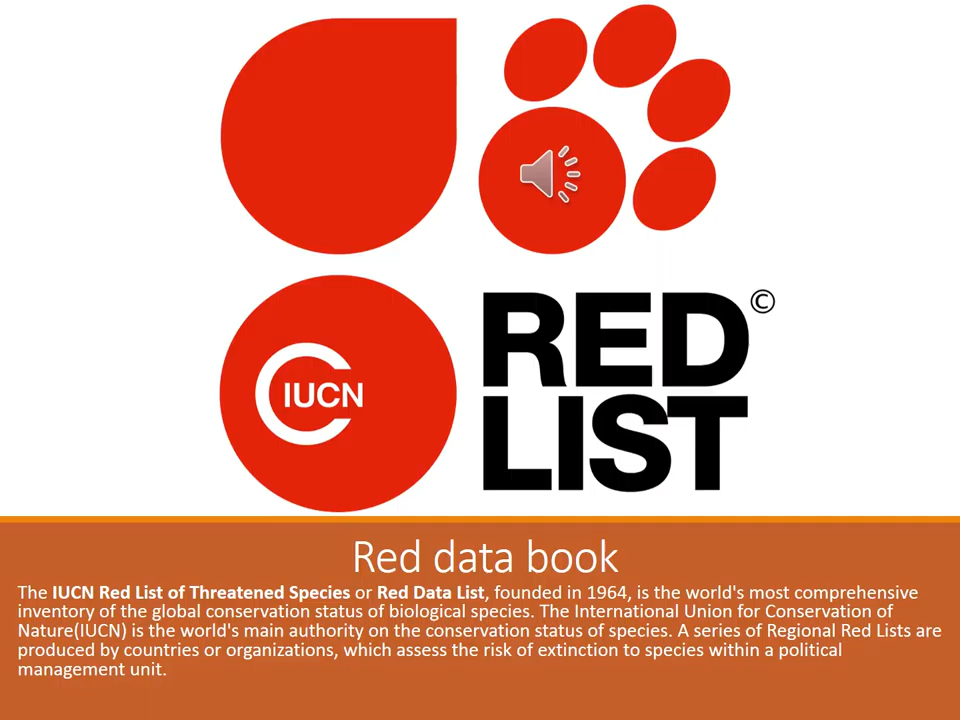 RED©
LIST
IUCN
Red data book
The IUCN Red List of Threatened Species or Red Data List, founded in 1964, is the world's most comprehensive
inventory of the global conservation status of biological species. The International Union for Conservation of
Nature(IUCN) is the world's main authority on the conservation status of species. A series of Regional Red Lists are
produced by countries or organizations, which assess the risk of extinction to species within a political
management unit.